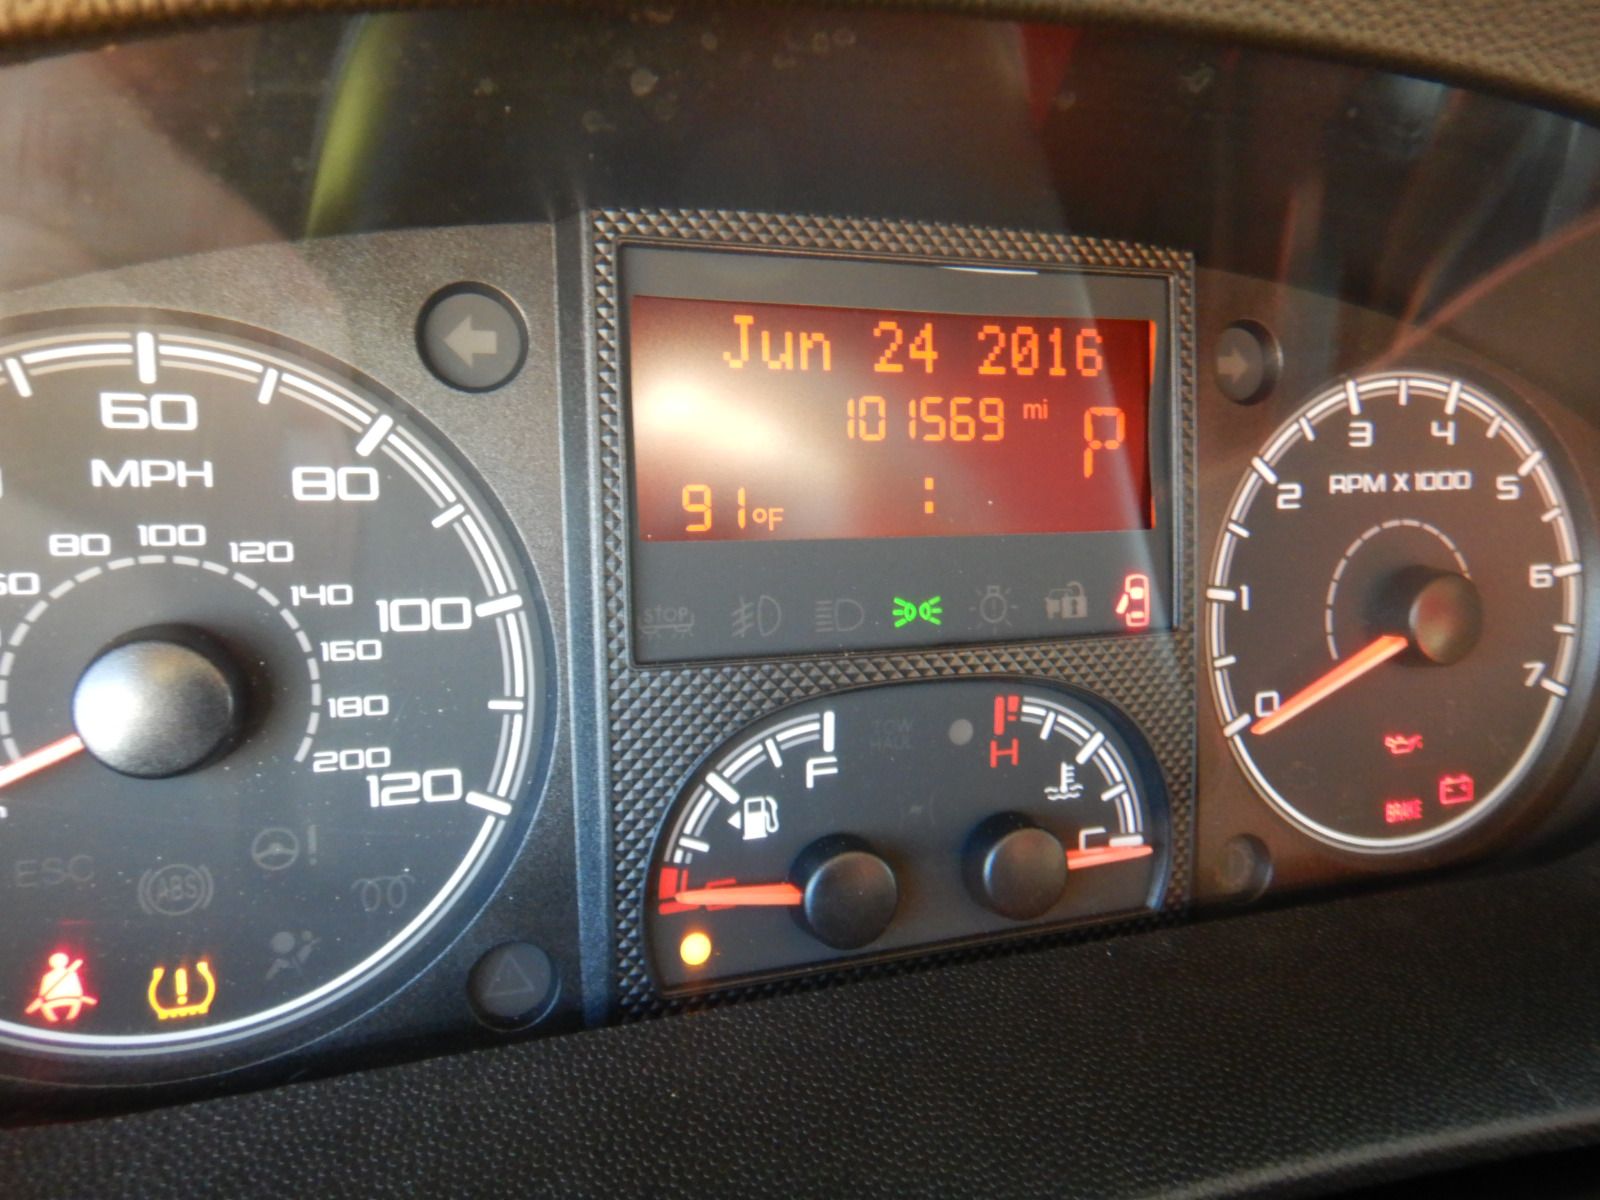 Jun 24 2016
101569 mi P
91°F :
STOP
60
MPH
80
100
120
80 100 120 140 160 180 200
ESC
ABS
!
!
F
TOW
HAUL
H
C
E
0 1 2 3 4 5 6 7
RPM X 1000
BRAKE